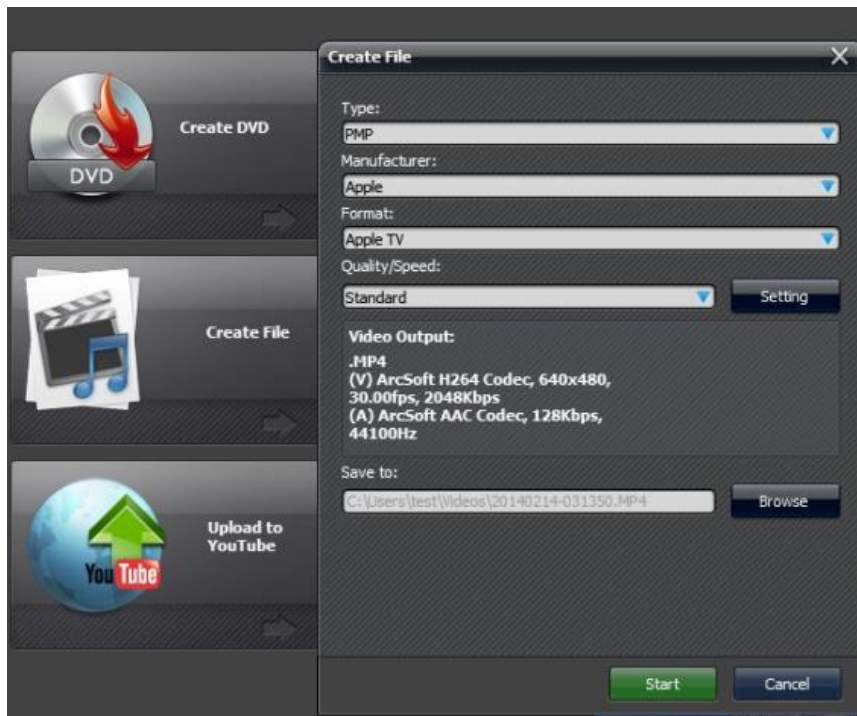 Create DVD
DVD
Create File
Upload to
YouTube
You Tube
Create File
Type:
PMP
Manufacturer:
Apple
Format:
Apple TV
Quality/Speed:
Standard
Setting
Video Output:
.MP4
(V) ArcSoft H264 Codec, 640x480,
30.00fps, 2048Kbps
(A) ArcSoft AAC Codec, 128Kbps,
44100Hz
Save to:
C:\Users\test\Videos\20140214-031350.MP4
Browse
Start
Cancel